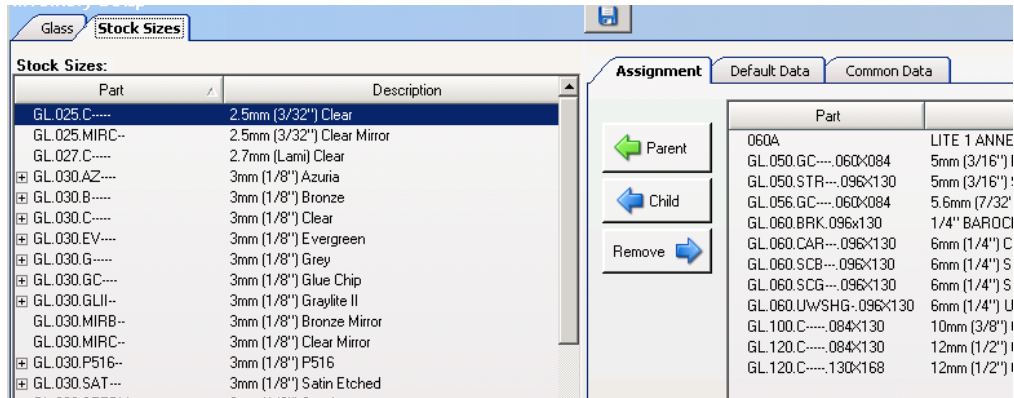 Glass Stock Sizes
Stock Sizes:
Part Description
GL.025.C----- 2.5mm (3/32") Clear
GL.025.MIRC-- 2.5mm (3/32") Clear Mirror
GL.027.C----- 2.7mm (Lami) Clear
GL.030.AZ---- 3mm (1/8") Azuria
GL.030.B----- 3mm (1/8") Bronze
GL.030.C----- 3mm (1/8") Clear
GL.030.EV---- 3mm (1/8") Evergreen
GL.030.G----- 3mm (1/8") Grey
GL.030.GC---- 3mm (1/8") Glue Chip
GL.030.GLII-- 3mm (1/8") Graylite II
GL.030.MIRB-- 3mm (1/8") Bronze Mirror
GL.030.MIRC-- 3mm (1/8") Clear Mirror
GL.030.P516-- 3mm (1/8") P516
GL.030.SAT--- 3mm (1/8") Satin Etched
Assignment Default Data Common Data
Parent
Child
Remove
Part
060A LITE 1 ANNE
GL.050.GC----.060X084 5mm (3/16")
GL.050.STR---.096X130 5mm (3/16")
GL.056.GC----.060X084 5.6mm (7/32"
GL.060.BRK.096x130 1/4" BAROC
GL.060.CAR---.096X130 6mm (1/4") C
GL.060.SCB---.096X130 6mm (1/4") S
GL.060.SCG---.096X130 6mm (1/4") S
GL.060.UWSHG-.096X130 6mm (1/4") U
GL.100.C-----.084X130 10mm (3/8")
GL.120.C-----.084X130 12mm (1/2")
GL.120.C-----.130X168 12mm (1/2")